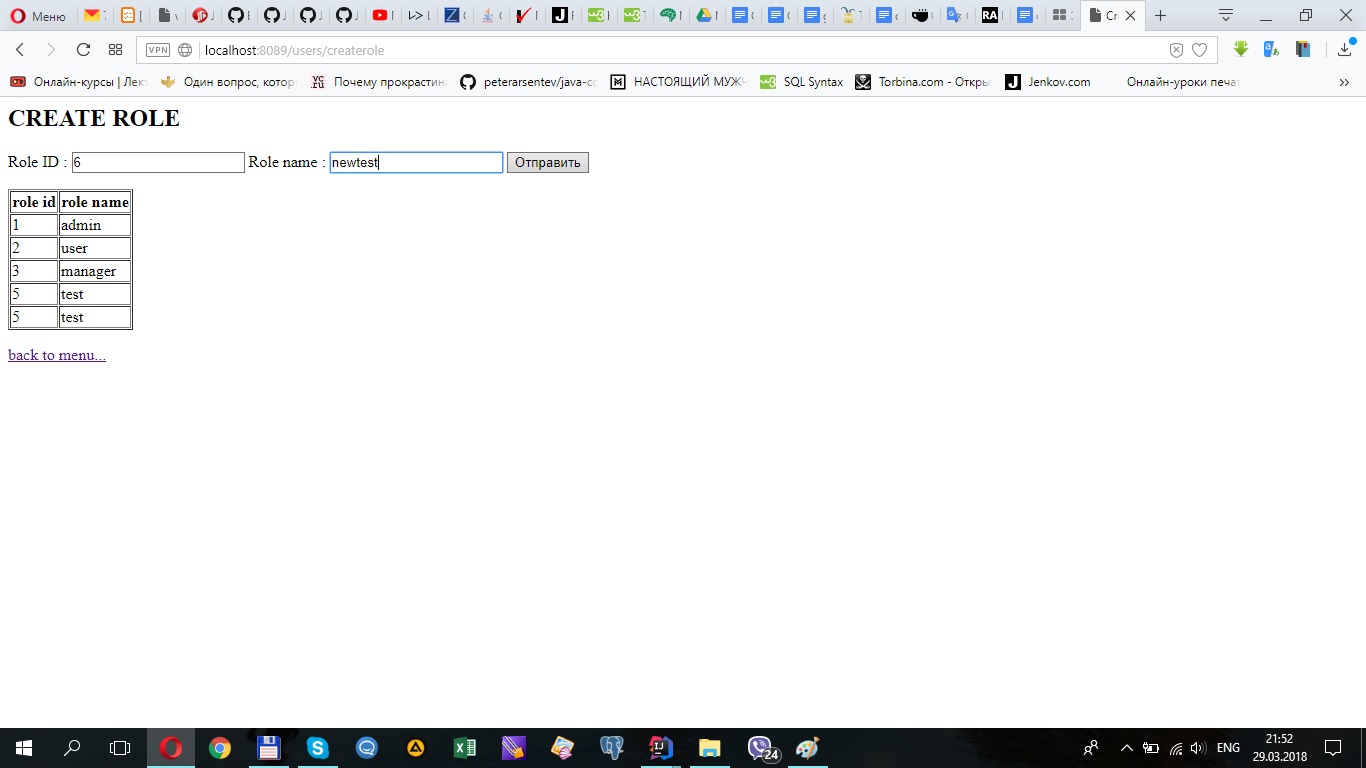 Меню
localhost:8089/users/createrole
VPN
Онлайн-курсы | Лек
Один вопрос, котор
Почему прокрастин
peterarsentev/java-co
НАСТОЯЩИЙ МУЖЧ
SQL Syntax
Torbina.com - Откры
Jenkov.com
Онлайн-уроки печат
CREATE ROLE
Role ID : 6 Role name : newtest Отправить
role id role name
1 admin
2 user
3 manager
5 test
5 test
back to menu...
24
ENG
21:52
29.03.2018